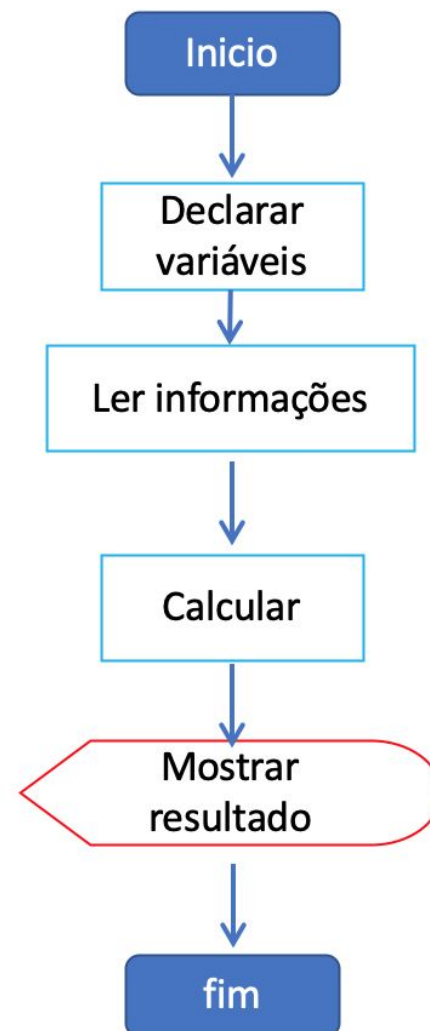 Inicio
Declarar
variáveis
Ler informações
Calcular
Mostrar
resultado
fim